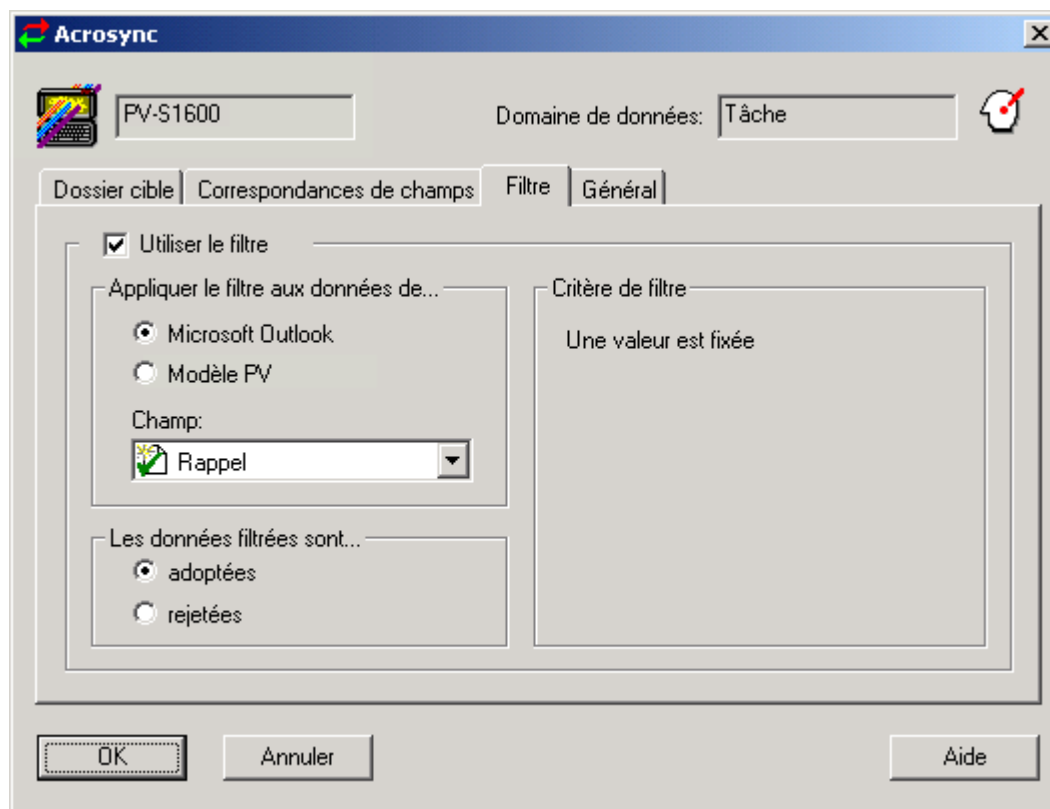 Acrosync
PV-S1600
Domaine de données: Tâche
Dossier cible Correspondances de champs Filtre Général
Utiliser le filtre
Appliquer le filtre aux données de...
Microsoft Outlook
Modèle PV
Champ:
Rappel
Les données filtrées sont...
adoptées
rejetées
Critère de filtre
Une valeur est fixée
OK Annuler Aide